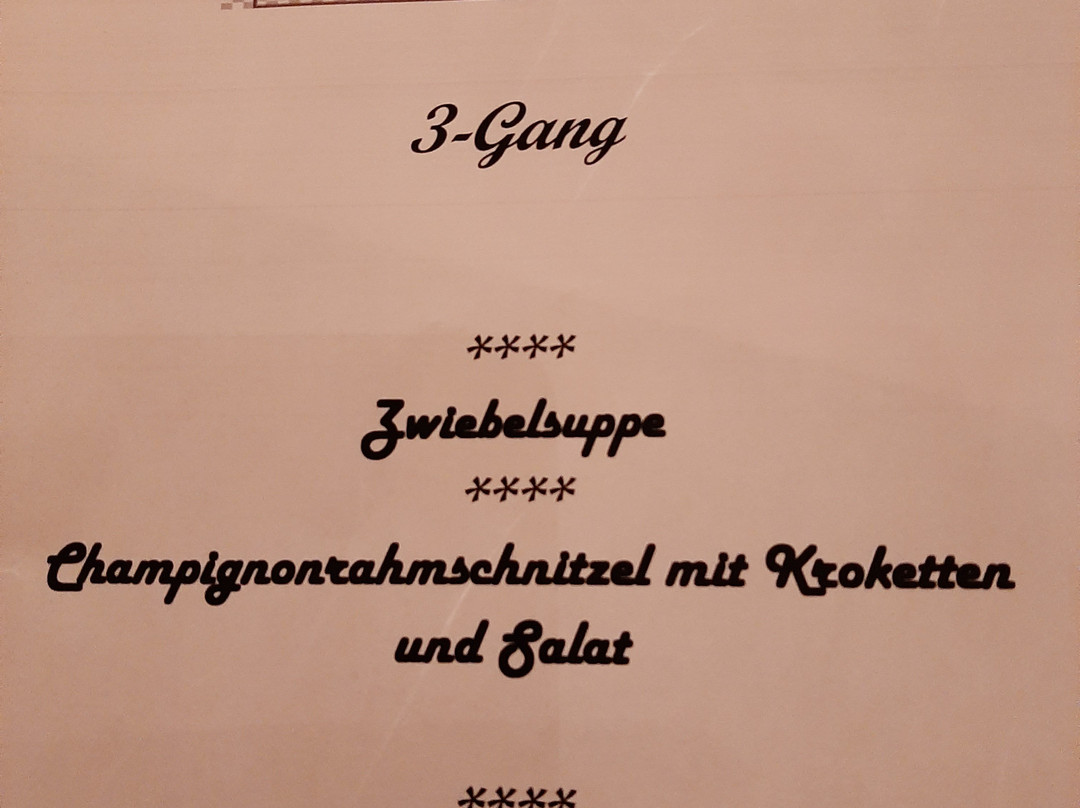 3-Gang
****
Zwiebelsuppe
****
Champignonrahmschnitzel mit Kroketten
und Salat
****